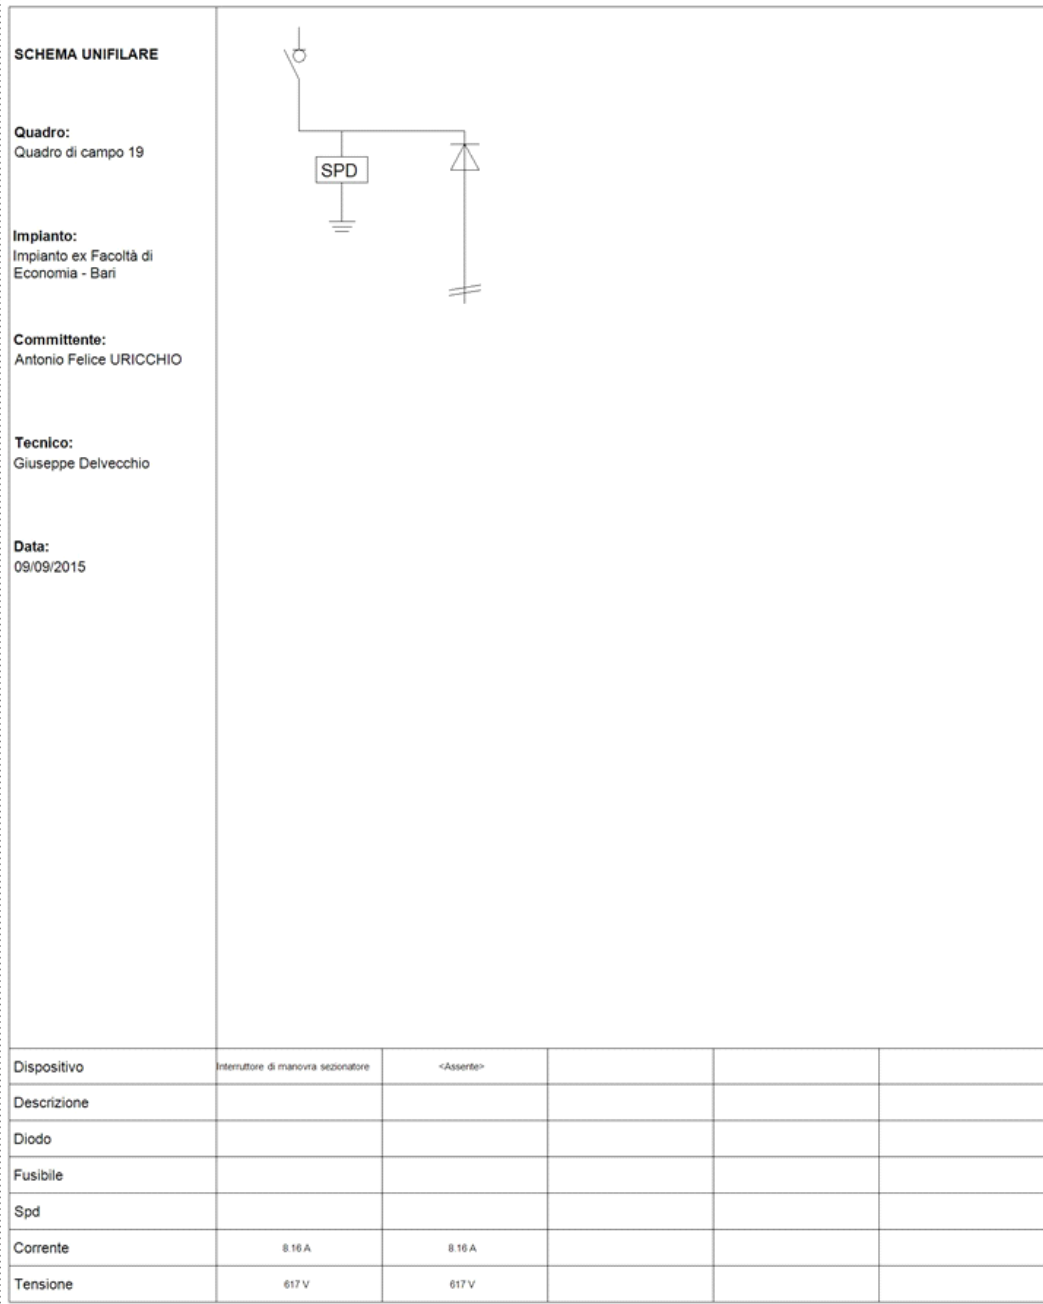 SCHEMA UNIFILARE
Quadro:
Quadro di campo 19
Impianto:
Impianto ex Facoltà di
Economia - Bari
Committente:
Antonio Felice URICCHIO
Tecnico:
Giuseppe Delvecchio
Data:
09/09/2015
SPD
Dispositivo Interruttore di manovra sezionatore <Assente>
Descrizione
Diodo
Fusibile
Spd
Corrente 8.16 A 8.16 A
Tensione 617 V 617 V